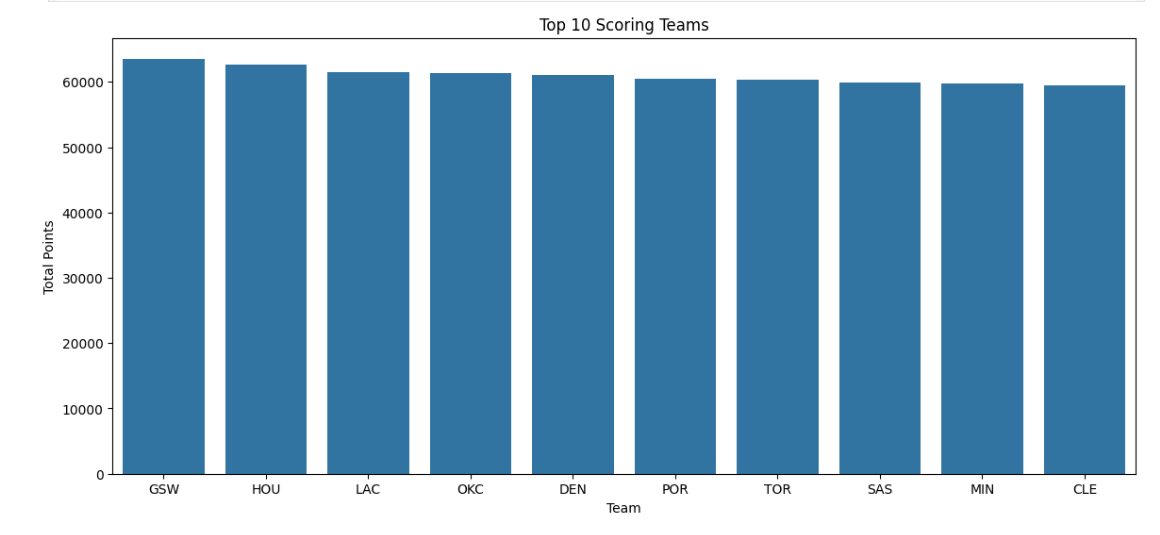 Top 10 Scoring Teams
Total Points
60000
50000
40000
30000
20000
10000
0
GSW HOU LAC OKC DEN POR TOR SAS MIN CLE
Team